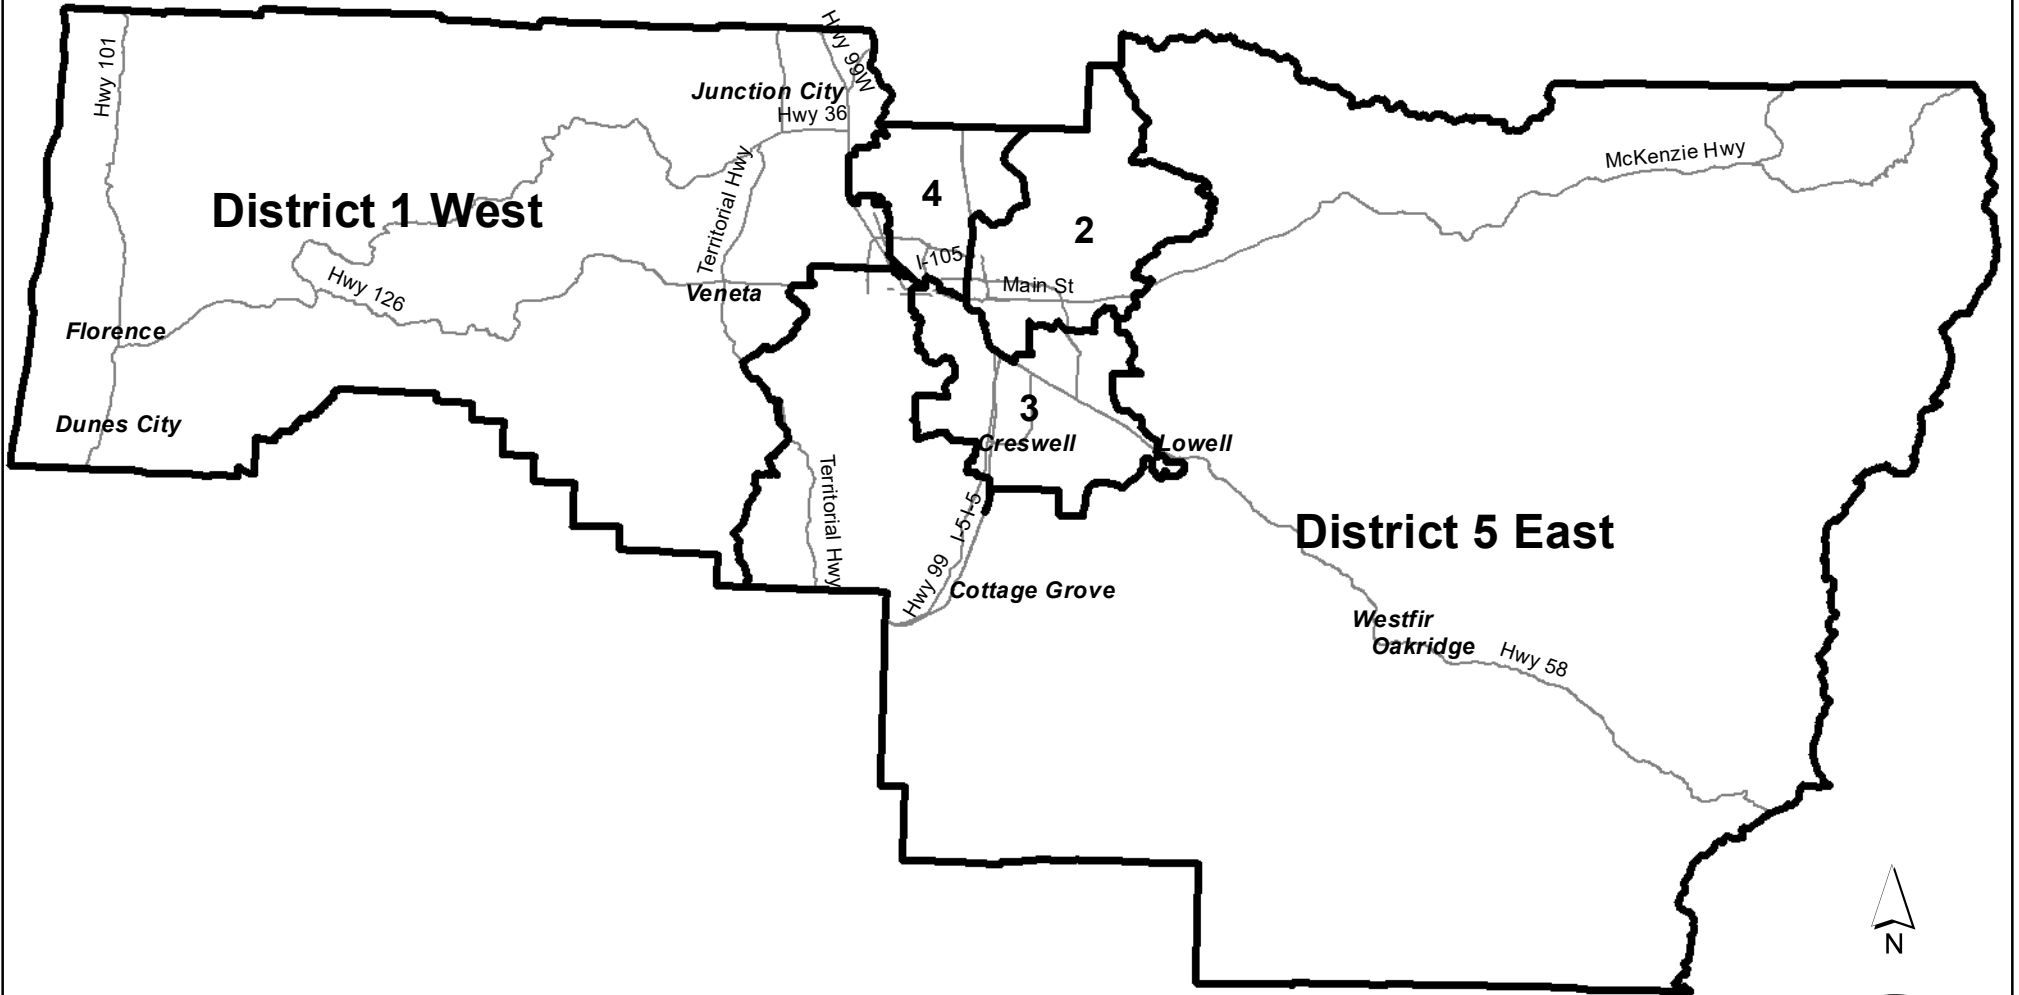 Hwy 101
Hwy 99W
Junction City
Hwy 36
McKenzie Hwy
District 1 West
Territorial Hwy
4
2
I-105
Hwy 126
Veneta
Main St
Florence
3
Dunes City
Creswell
Lowell
Territorial Hwy
I-5
I-5
District 5 East
Hwy 99
Cottage Grove
Westfir
Oakridge
Hwy 58
N